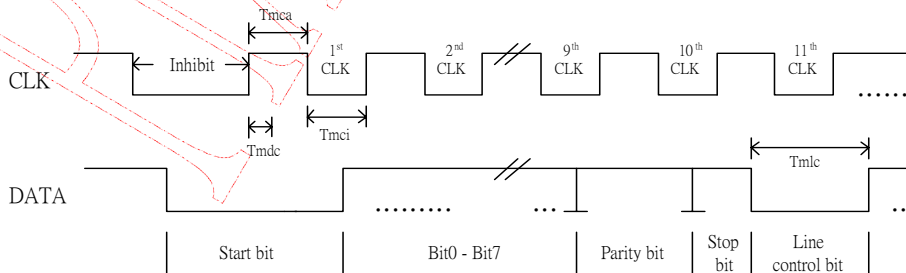 Tmca
1st CLK
2nd CLK
9th CLK
10th CLK
11th CLK
Inhibit
CLK
......
Tmdc
Tmci
Tmlc
DATA
.........
...
..
Start bit
Bit0 - Bit7
Parity bit
Stop bit
Line control bit